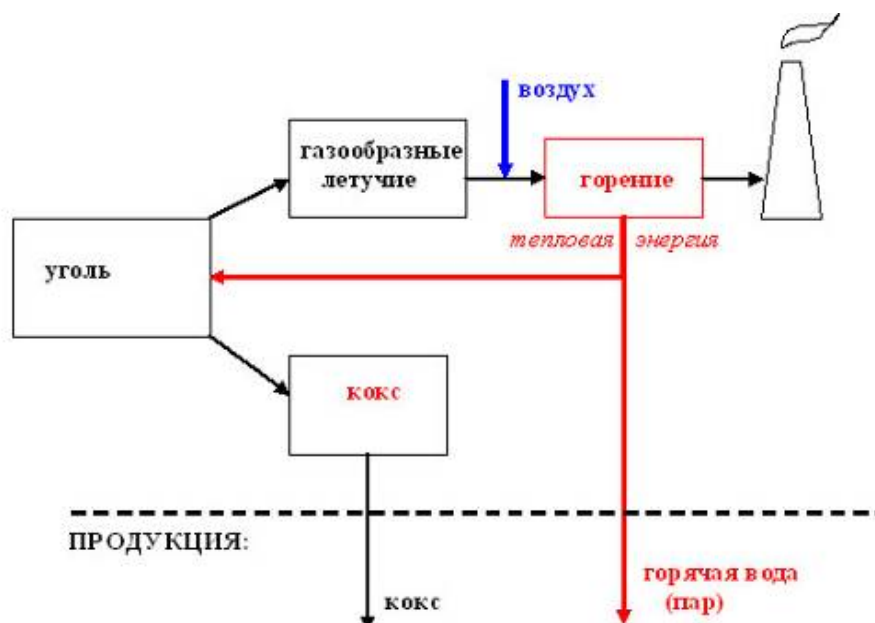 воздух
газообразные
летучие
горение
тепловая энергия
уголь
кокс
ПРОДУКЦИЯ:
горячая вода
(пар)
кокс